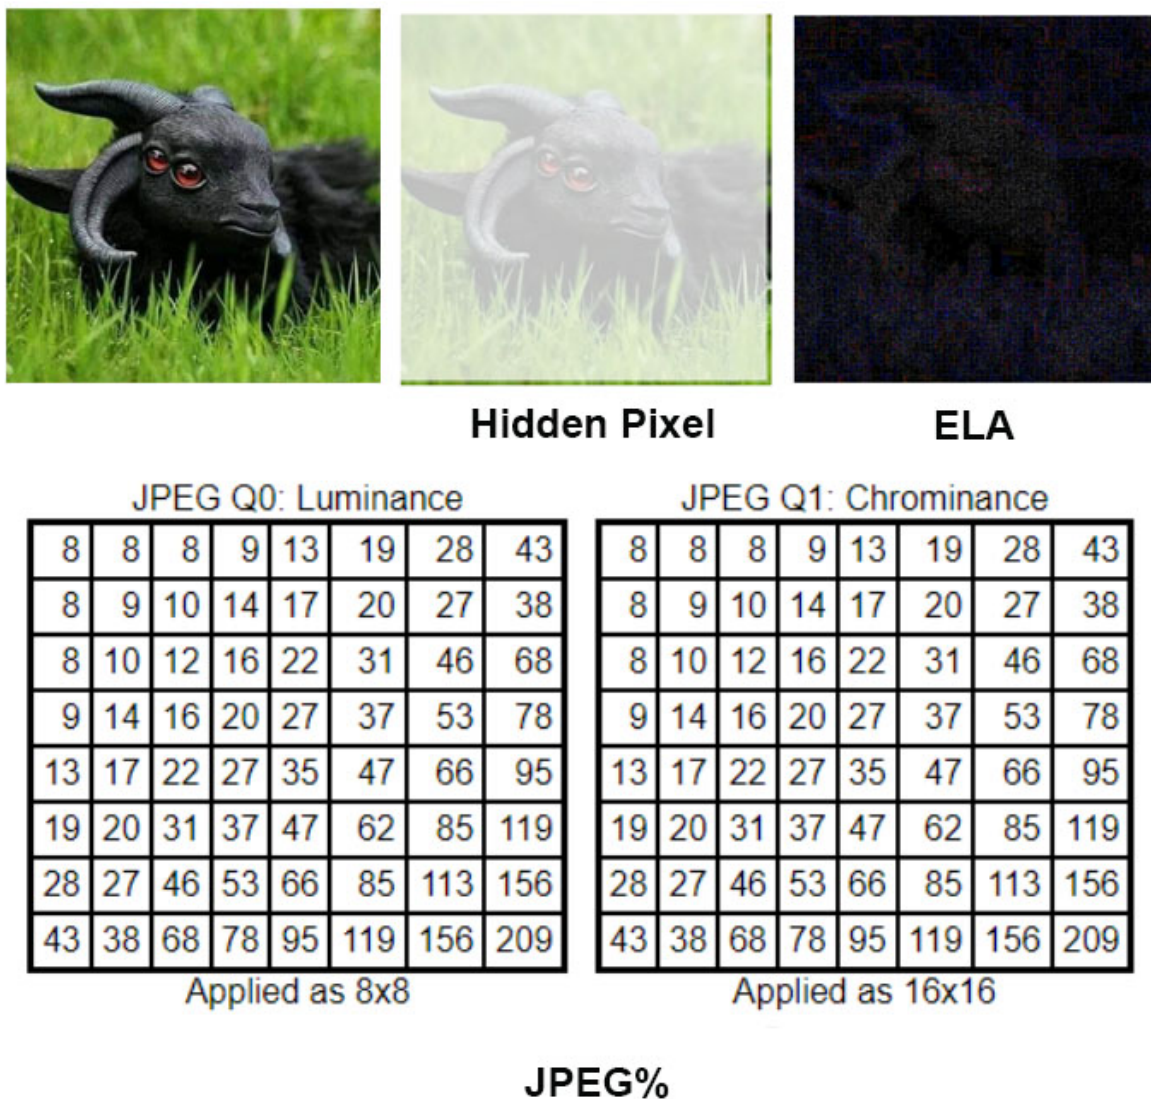 Hidden Pixel
ELA
JPEG Q0: Luminance
8 8 8 9 13 19 28 43
8 9 10 14 17 20 27 38
8 10 12 16 22 31 46 68
9 14 16 20 27 37 53 78
13 17 22 27 35 47 66 95
19 20 31 37 47 62 85 119
28 27 46 53 66 85 113 156
43 38 68 78 95 119 156 209
Applied as 8x8
JPEG Q1: Chrominance
8 8 8 9 13 19 28 43
8 9 10 14 17 20 27 38
8 10 12 16 22 31 46 68
9 14 16 20 27 37 53 78
13 17 22 27 35 47 66 95
19 20 31 37 47 62 85 119
28 27 46 53 66 85 113 156
43 38 68 78 95 119 156 209
Applied as 16x16
JPEG%